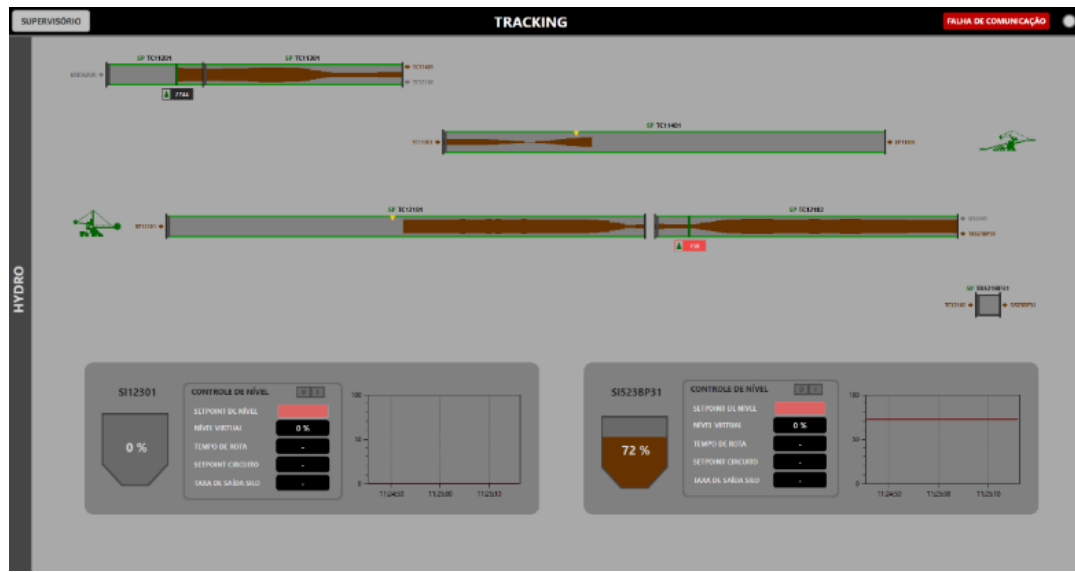 SUPERVISÓRIO
TRACKING
FALHA DE COMUNICAÇÃO
HYDRO
SP TC11201
SP TC11301
SP TC11401
SP TC12101
SP TC12102
SI12301
CONTROLE DE NÍVEL
SETPOINT DE NÍVEL
NÍVEL VIRTUAL 0 %
TEMPO DE ROTA -
SETPOINT CIRCUITO -
TAXA DE SAÍDA SILO -
0 %
100
50
0
11:24:50 11:25:00 11:25:10
SI523BP31
CONTROLE DE NÍVEL
SETPOINT DE NÍVEL
NÍVEL VIRTUAL 0 %
TEMPO DE ROTA -
SETPOINT CIRCUITO -
TAXA DE SAÍDA SILO -
72 %
100
50
0
11:24:50 11:25:00 11:25:10